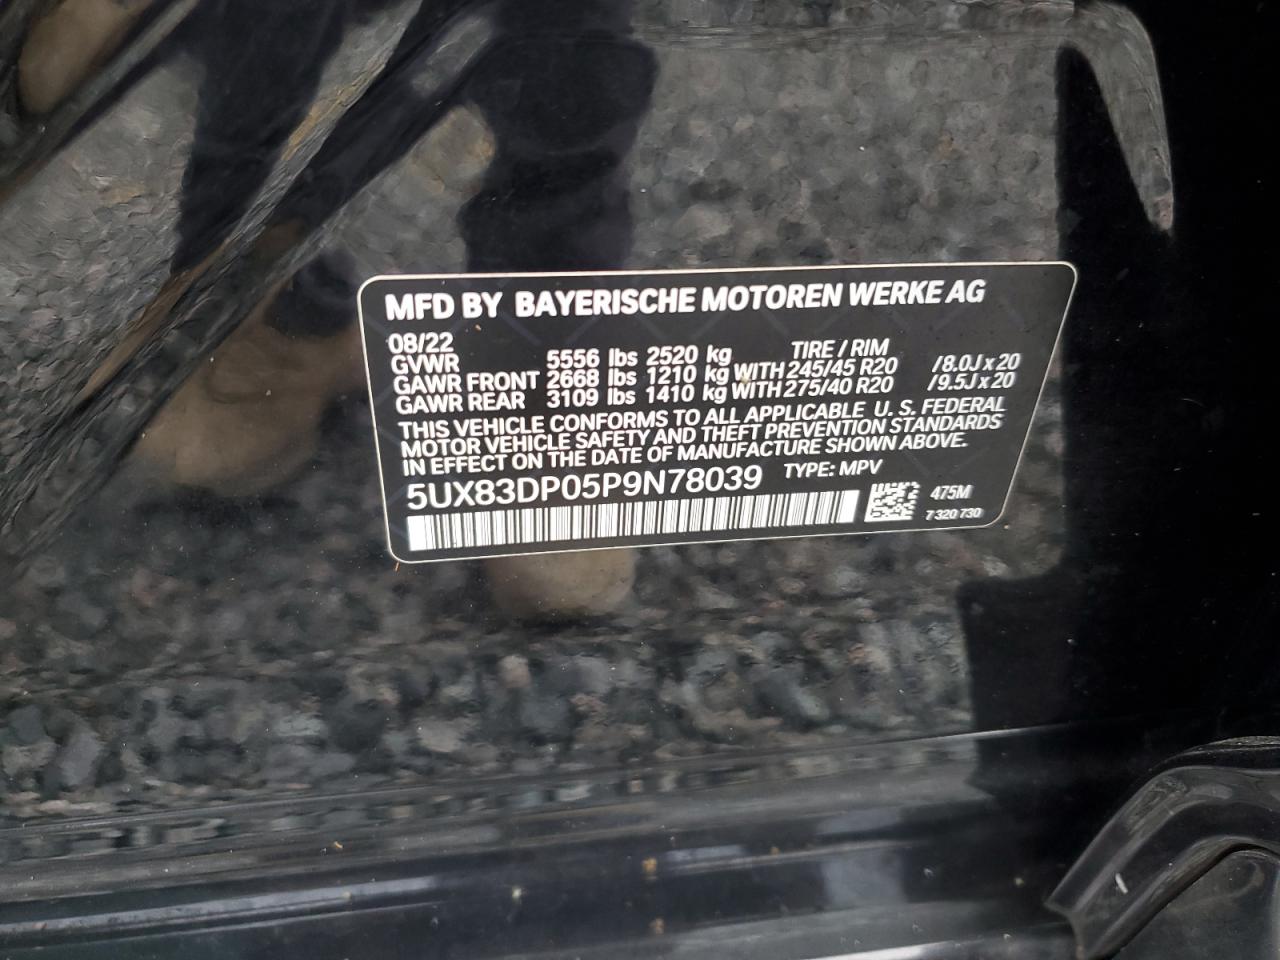 MFD BY BAYERISCHE MOTOREN WERKE AG
08/22 TIRE / RIM
GVWR 5556 lbs 2520 kg
GAWR FRONT 2668 lbs 1210 kg WITH 245/45 R20 /8.0J x 20
GAWR REAR 3109 lbs 1410 kg WITH 275/40 R20 /9.5J x 20
THIS VEHICLE CONFORMS TO ALL APPLICABLE U. S. FEDERAL
MOTOR VEHICLE SAFETY AND THEFT PREVENTION STANDARDS
IN EFFECT ON THE DATE OF MANUFACTURE SHOWN ABOVE.
5UX83DP05P9N78039 TYPE: MPV
475M
7 320 730